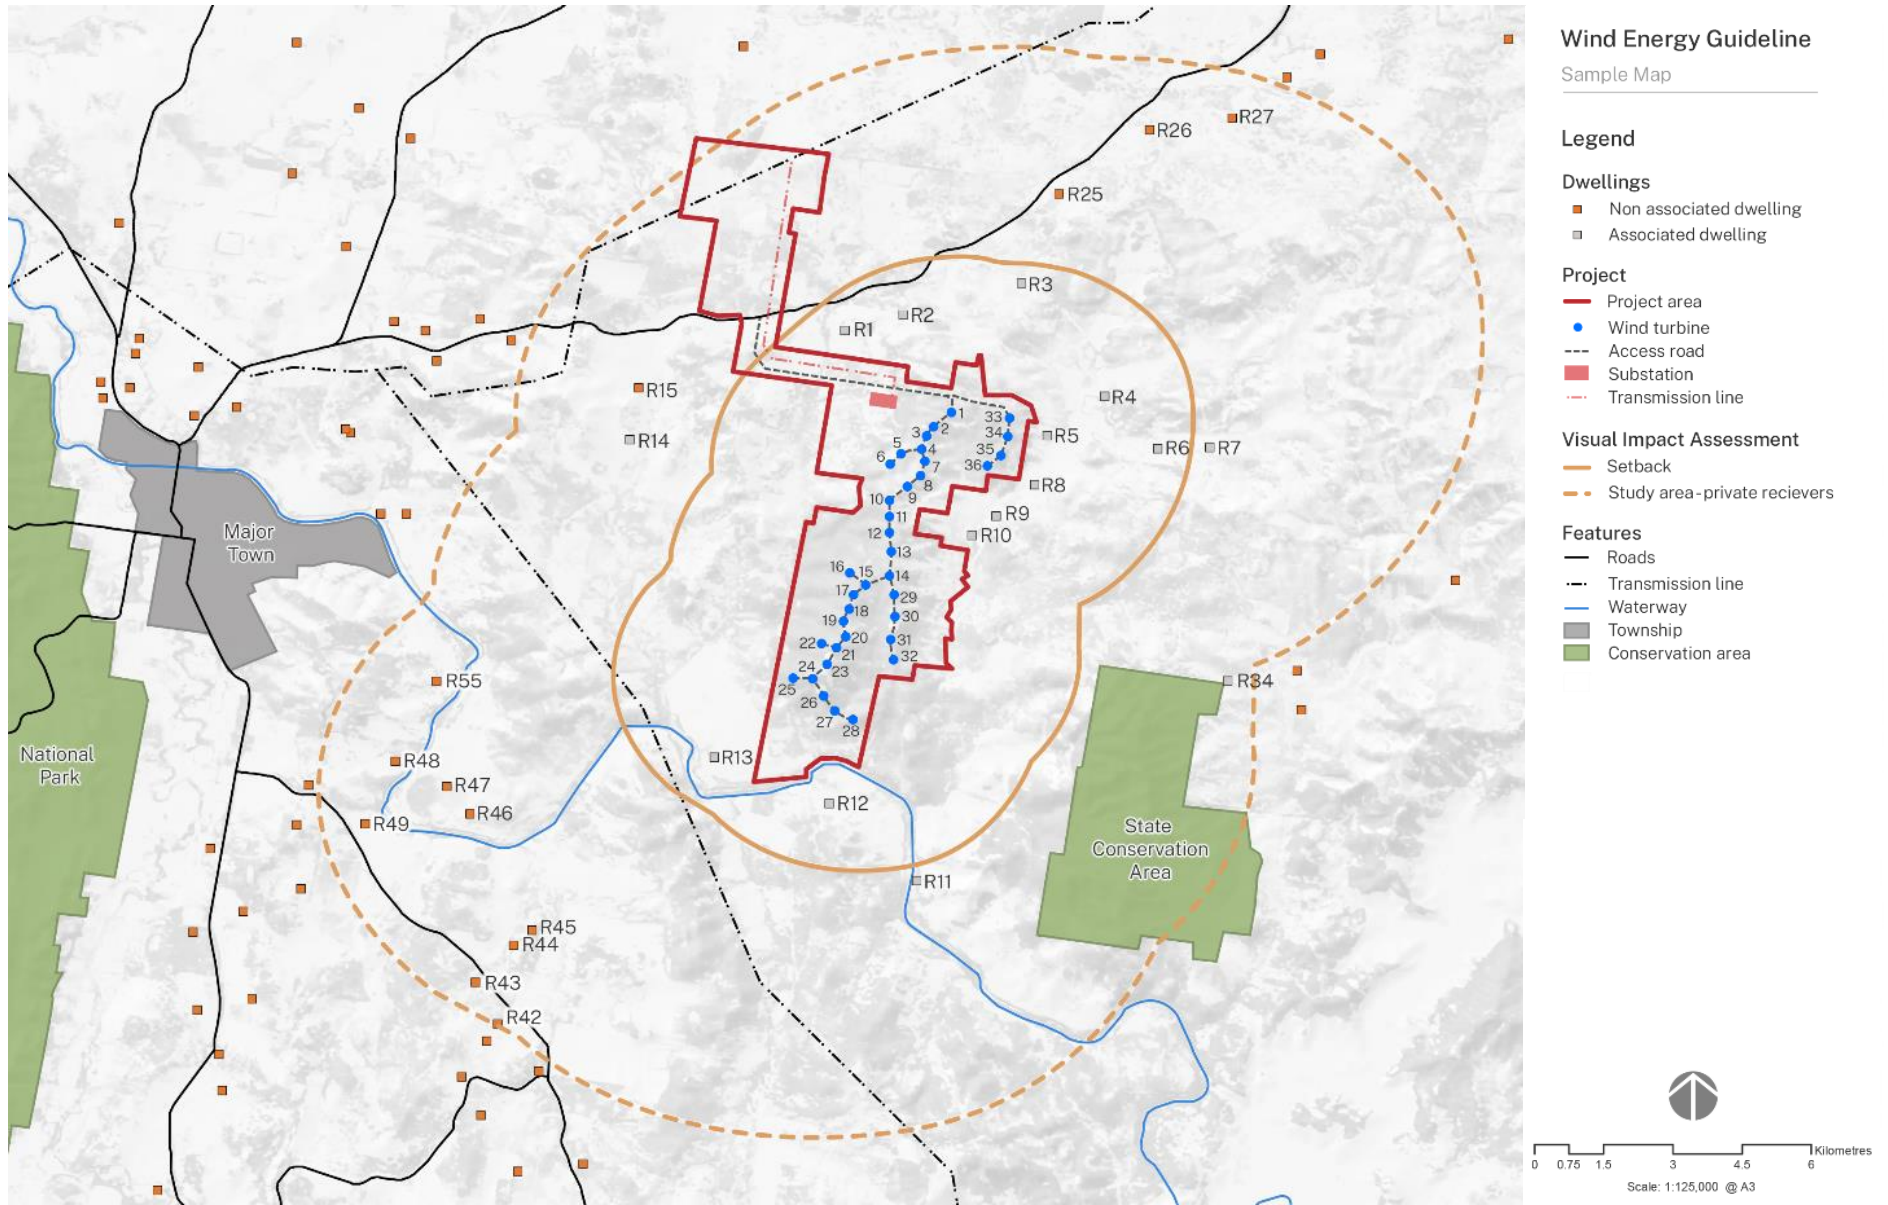 Wind Energy Guideline
Sample Map
Legend
Dwellings
Non associated dwelling
Associated dwelling
Project
Project area
Wind turbine
Access road
Substation
Transmission line
Visual Impact Assessment
Setback
Study area-private recievers
Features
Roads
Transmission line
Waterway
Township
Conservation area
R27
R26
R25
R3
R2
R1
R15
R4
R14
R5
R6
R7
R8
R9
R10
1
2
3
4
5
6
7
8
9
10
11
12
13
14
15
16
17
18
19
20
21
22
23
24
25
26
27
28
29
30
31
32
33
34
35
36
Major
Town
R55
R34
National
Park
R48
R47
R46
R49
R13
R12
State
Conservation
Area
R11
R45
R44
R43
R42
Kilometres
0 0.75 1.5 3 4.5 6
Scale: 1:125,000 @ A3